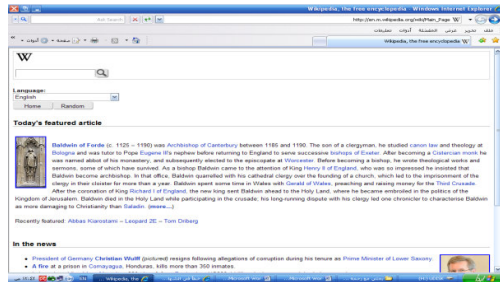 Wikipedia, the free encyclopedia - Windows Internet Explorer
Ask Search
http://en.m.wikipedia.org/wiki/Main_Page
ملف تحرير عرض المفضلة أدوات تعليمات
Wikipedia, the free encyclopedia
صفحة
أدوات
W
Language:
English
Home Random
Today's featured article
Baldwin of Forde (c. 1125 – 1190) was Archbishop of Canterbury between 1185 and 1190. The son of a clergyman, he studied canon law and theology at
Bologna and was tutor to Pope Eugene III's nephew before returning to England to serve successive bishops of Exeter. After becoming a Cistercian monk he
was named abbot of his monastery, and subsequently elected to the episcopate at Worcester. Before becoming a bishop, he wrote theological works and
sermons, some of which have survived. As a bishop Baldwin came to the attention of King Henry II of England, who was so impressed he insisted that
Baldwin become archbishop. In that office, Baldwin quarrelled with his cathedral clergy over the founding of a church, which led to the imprisonment of the
clergy in their cloister for more than a year. Baldwin spent some time in Wales with Gerald of Wales, preaching and raising money for the Third Crusade.
After the coronation of King Richard I of England, the new king sent Baldwin ahead to the Holy Land, where he became embroiled in the politics of the
Kingdom of Jerusalem. Baldwin died in the Holy Land while participating in the crusade; his long-running dispute with his clergy led one chronicler to characterise Baldwin
as more damaging to Christianity than Saladin. (more...)
Recently featured: Abbas Kiarostami – Leopard 2E – Tom Driberg
In the news
President of Germany Christian Wulff (pictured) resigns following allegations of corruption during his tenure as Prime Minister of Lower Saxony.
A fire at a prison in Comayagua, Honduras, kills more than 350 inmates.
Wikipedia, the